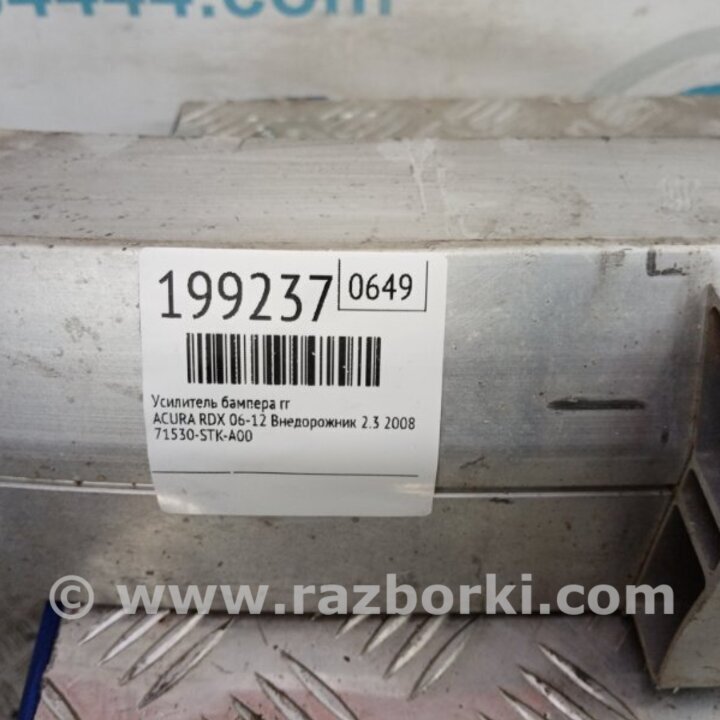 4444.com
199237 0649
Усилитель бампера rr
ACURA RDX 06-12 Внедорожник 2.3 2008
71530-STK-A00
© www.razborki.com